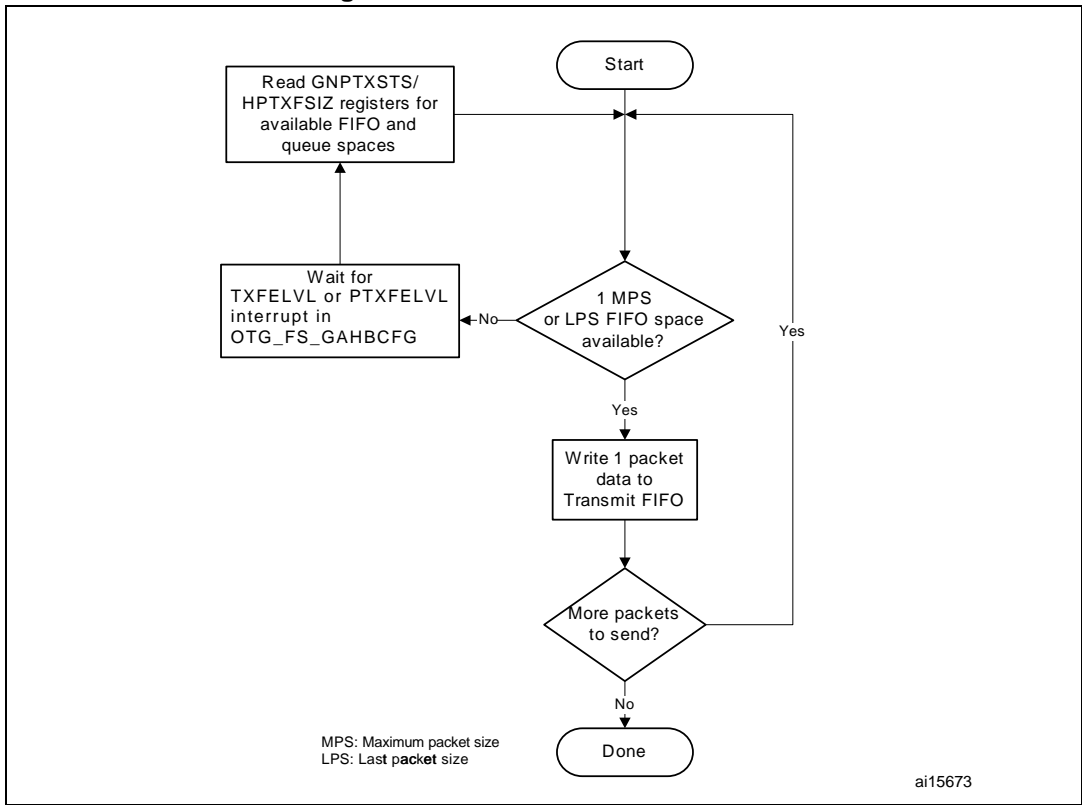 Start
Read GNPTXSTS/
HPTXFSIZ registers for
available FIFO and
queue spaces
Wait for
TXFELVL or PTXFELVL
interrupt in
OTG_FS_GAHBCFG
No
1 MPS
or LPS FIFO space
available?
Yes
Yes
Write 1 packet
data to
Transmit FIFO
More packets
to send?
No
Done
MPS: Maximum packet size
LPS: Last packet size
ai15673